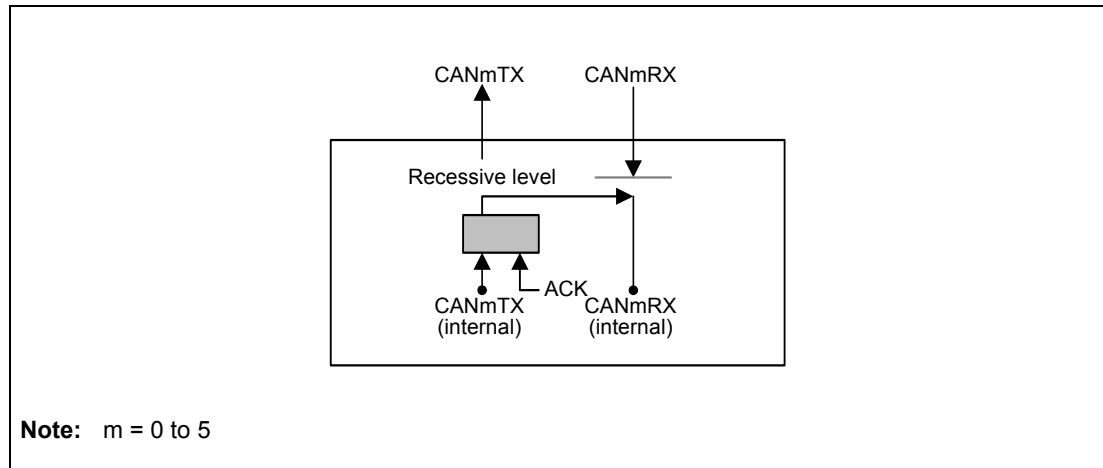 CANmTX CANmRX
Recessive level
ACK
CANmTX
(internal)
CANmRX
(internal)
Note: m = 0 to 5